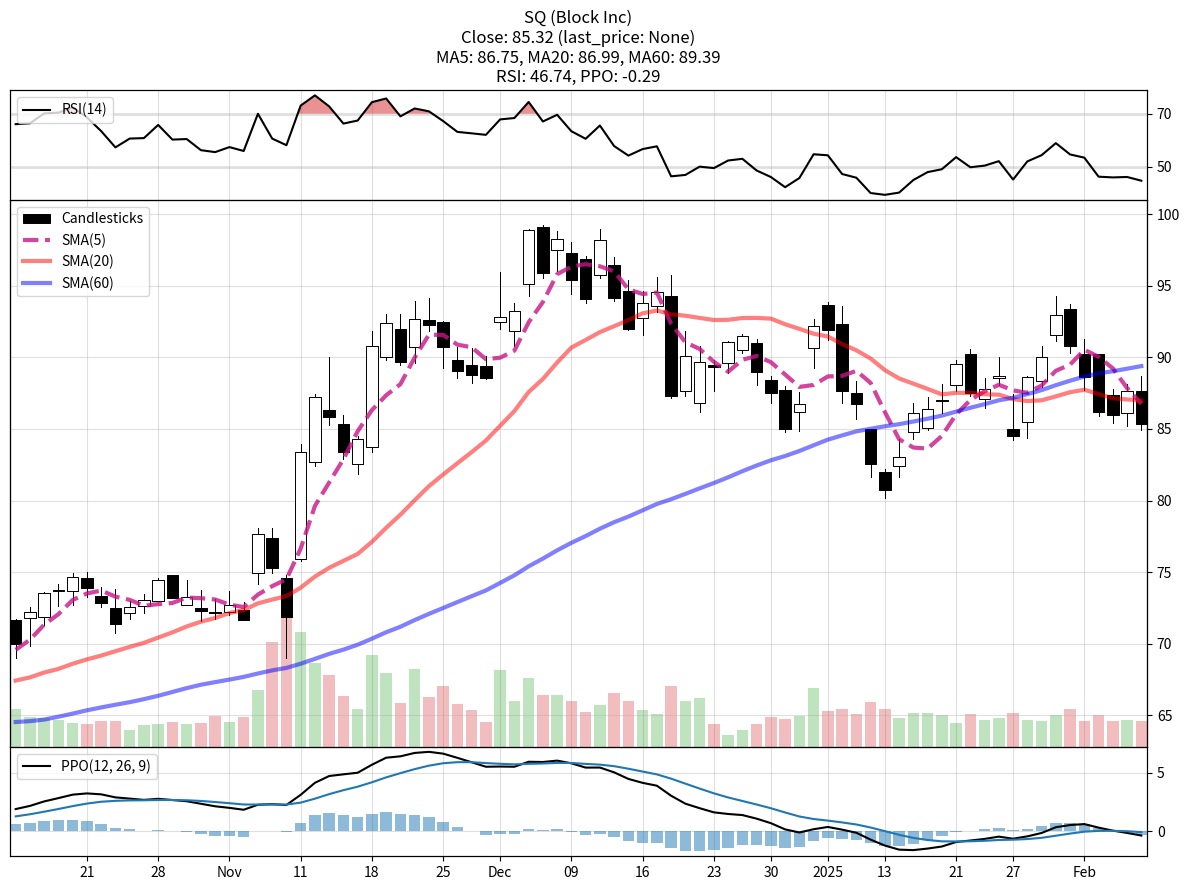 SQ (Block Inc)
Close: 85.32 (last_price: None)
MA5: 86.75, MA20: 86.99, MA60: 89.39
RSI: 46.74, PPO: -0.29
RSI(14)
70
50
Candlesticks
SMA(5)
SMA(20)
SMA(60)
100
95
90
85
80
75
70
65
PPO(12, 26, 9)
5
0
21 28 Nov 11 18 25 Dec 09 16 23 30 2025 13 21 27 Feb